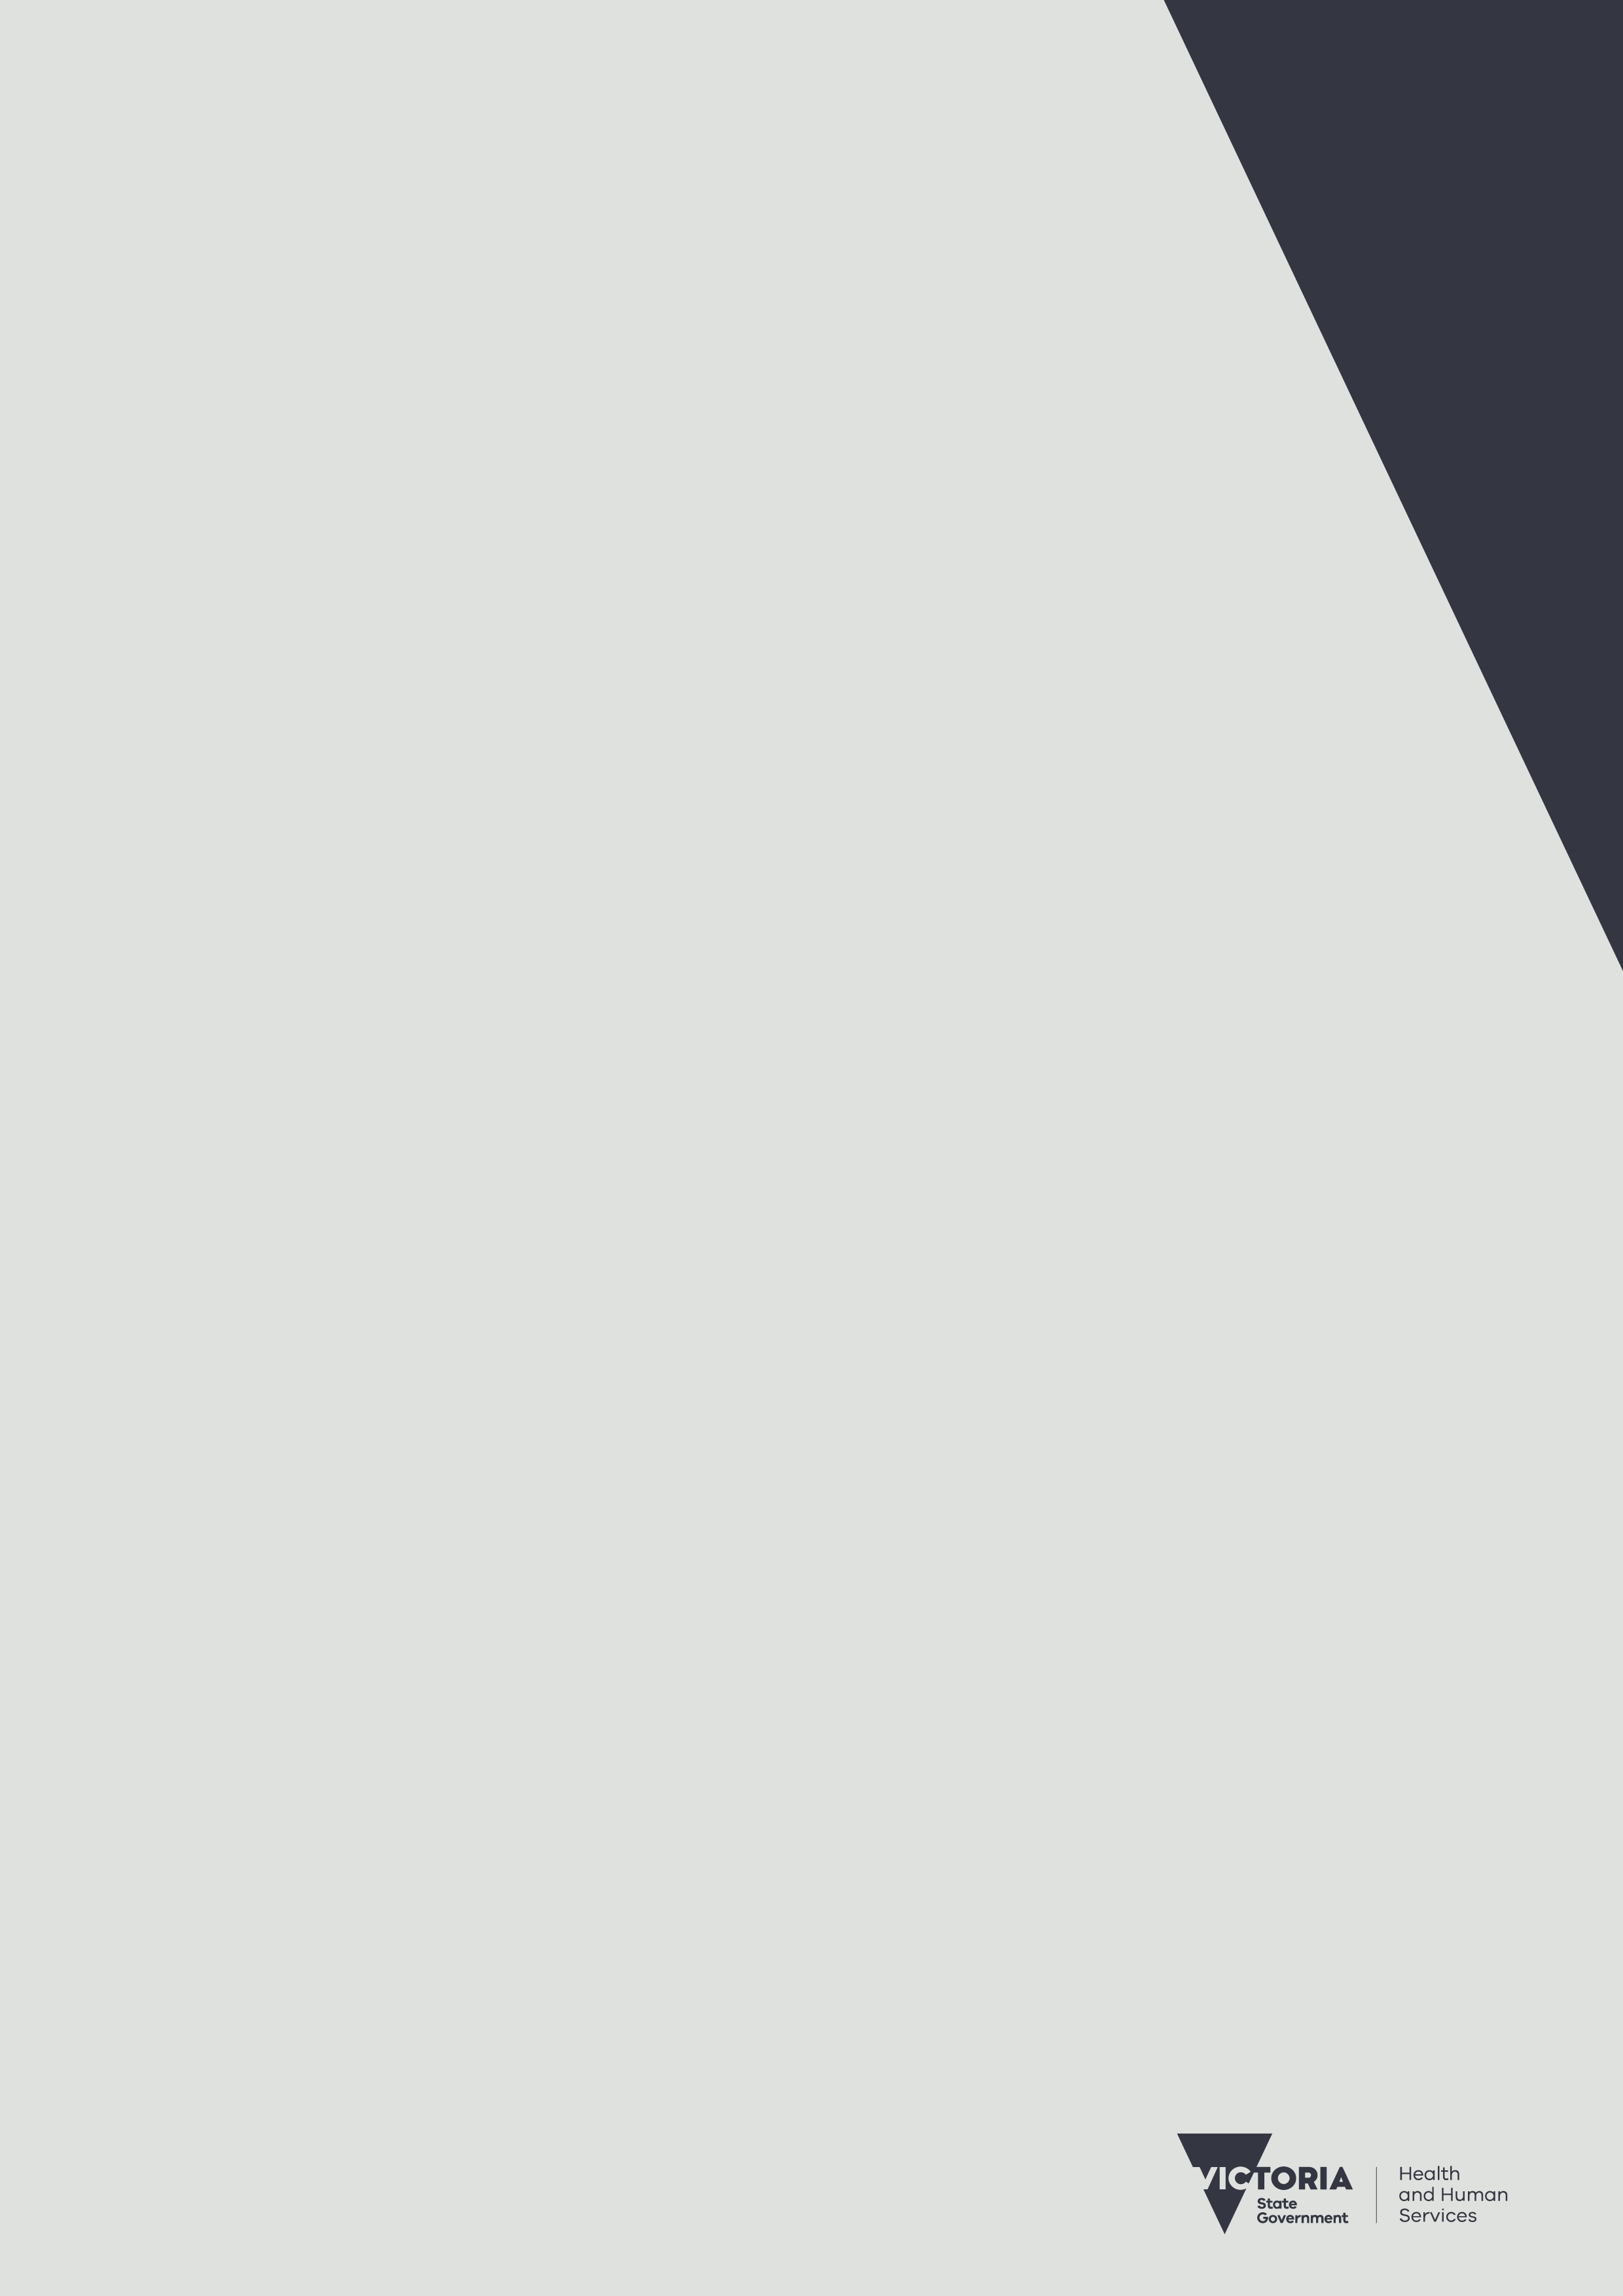 VICTORIA
State
Government
Health
and Human
Services